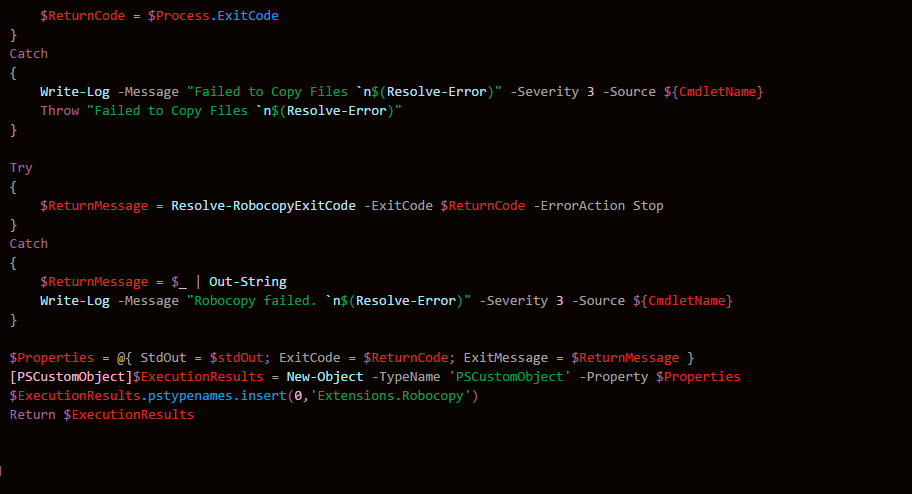 $ReturnCode = $Process.ExitCode
}
Catch
{
Write-Log -Message "Failed to Copy Files `n$(Resolve-Error)" -Severity 3 -Source ${CmdletName}
Throw "Failed to Copy Files `n$(Resolve-Error)"
}
Try
{
$ReturnMessage = Resolve-RobocopyExitCode -ExitCode $ReturnCode -ErrorAction Stop
}
Catch
{
$ReturnMessage = $_ | Out-String
Write-Log -Message "Robocopy failed. `n$(Resolve-Error)" -Severity 3 -Source ${CmdletName}
}
$Properties = @{ StdOut = $stdOut; ExitCode = $ReturnCode; ExitMessage = $ReturnMessage }
[PSCustomObject]$ExecutionResults = New-Object -TypeName 'PSCustomObject' -Property $Properties
$ExecutionResults.pstypenames.insert(0,'Extensions.Robocopy')
Return $ExecutionResults